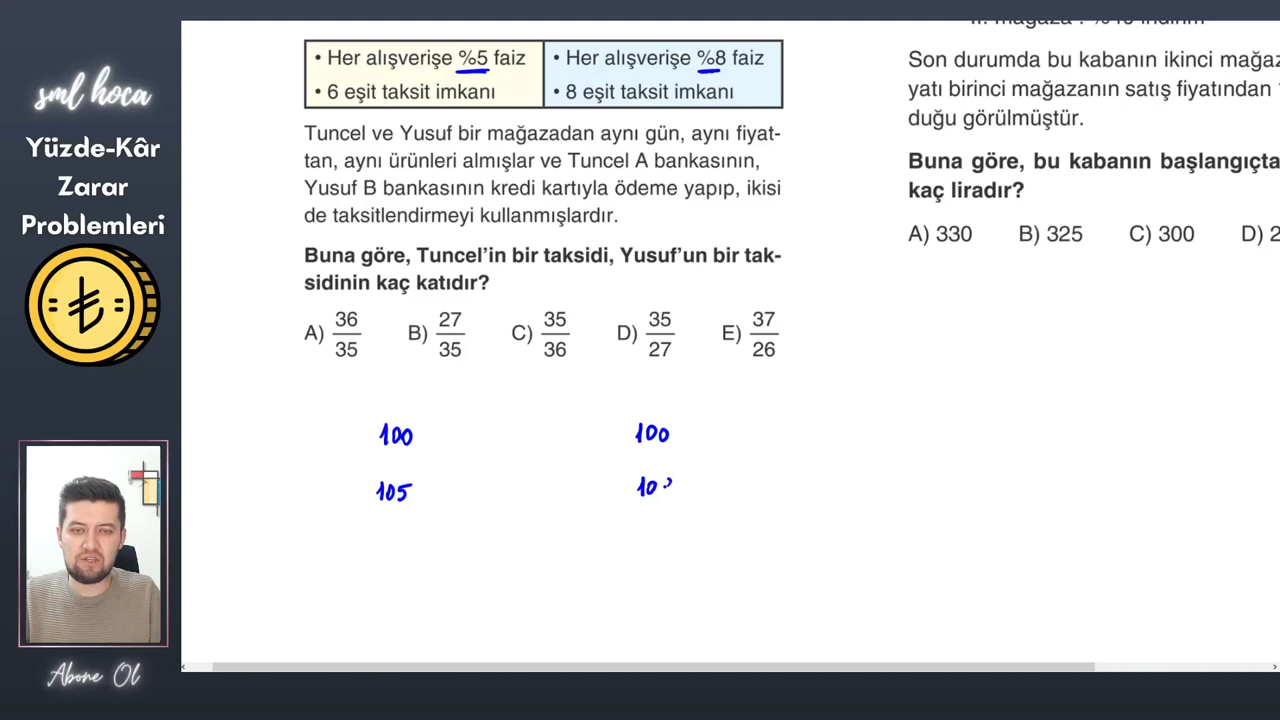 sml hoca
Yüzde-Kâr
Zarar
Problemleri
Abone Ol
• Her alışverişe %5 faiz
• 6 eşit taksit imkanı
• Her alışverişe %8 faiz
• 8 eşit taksit imkanı
Tuncel ve Yusuf bir mağazadan aynı gün, aynı fiyat-
tan, aynı ürünleri almışlar ve Tuncel A bankasının,
Yusuf B bankasının kredi kartıyla ödeme yapıp, ikisi
de taksitlendirmeyi kullanmışlardır.
Buna göre, Tuncel’in bir taksidi, Yusuf’un bir tak-
sidinin kaç katıdır?
A) 36/35 B) 27/35 C) 35/36 D) 35/27 E) 37/26
100 100
105 10
Son durumda bu kabanın ikinci
yatı birinci mağazanın satış fiyatından
duğu görülmüştür.
Buna göre, bu kabanın başlangıçta
kaç liradır?
A) 330 B) 325 C) 300 D) 2